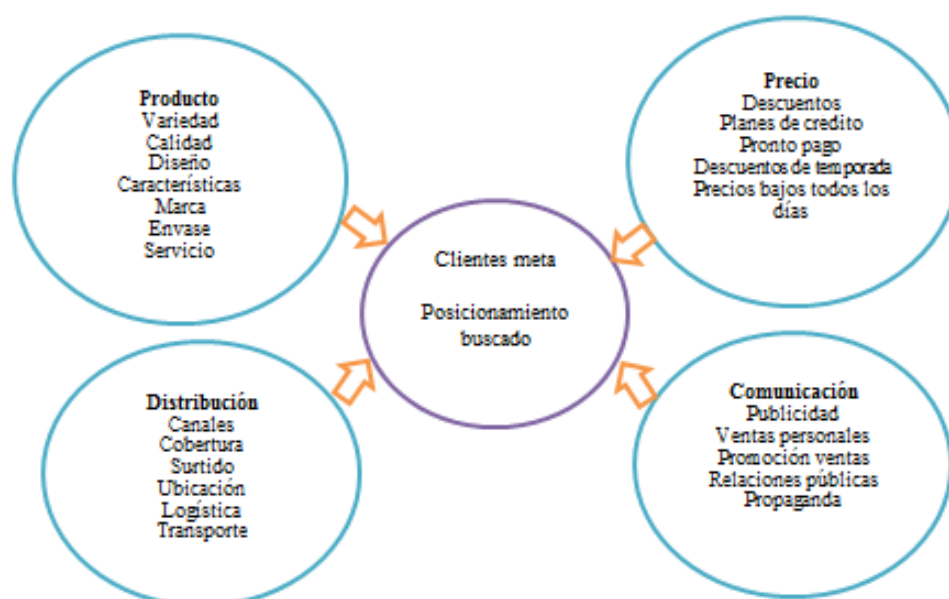 Producto
Variedad
Calidad
Diseño
Características
Marca
Envase
Servicio
Precio
Descuentos
Planes de credito
Pronto pago
Descuentos de temporada
Precios bajos todos los
días
Clientes meta
Posicionamiento
buscado
Distribución
Canales
Cobertura
Surtido
Ubicación
Logística
Transporte
Comunicación
Publicidad
Ventas personales
Promoción ventas
Relaciones públicas
Propaganda